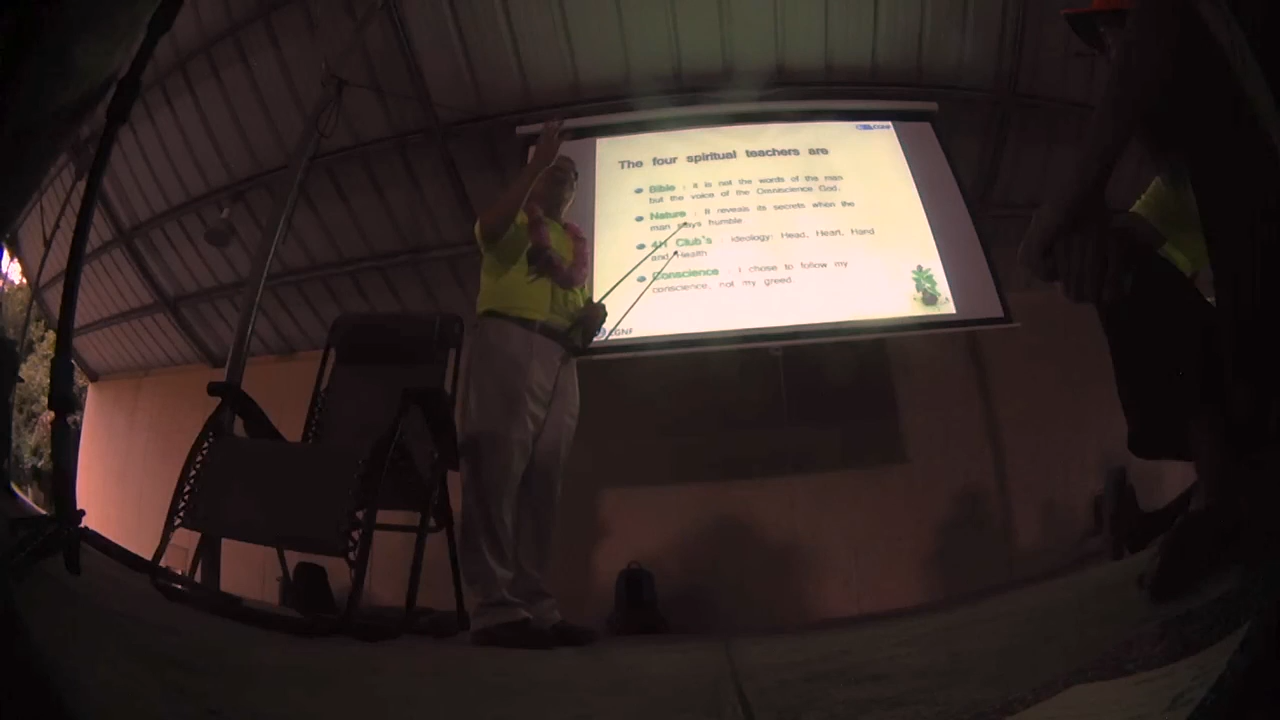 CGNF
The four spiritual teachers are
Bible : it is not the words of the man
but the voice of the Omniscience God.
Nature : It reveals its secrets when the
man stays humble.
4H Club's : Ideology: Head, Heart, Hand
and Health
Conscience : I chose to follow my
conscience, not my greed.
CGNF